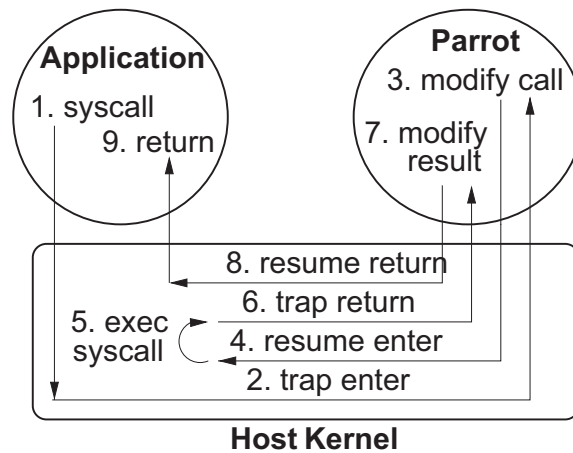 Application
Parrot
1. syscall
9. return
3. modify call
7. modify
result
8. resume return
6. trap return
5. exec
syscall
4. resume enter
2. trap enter
Host Kernel